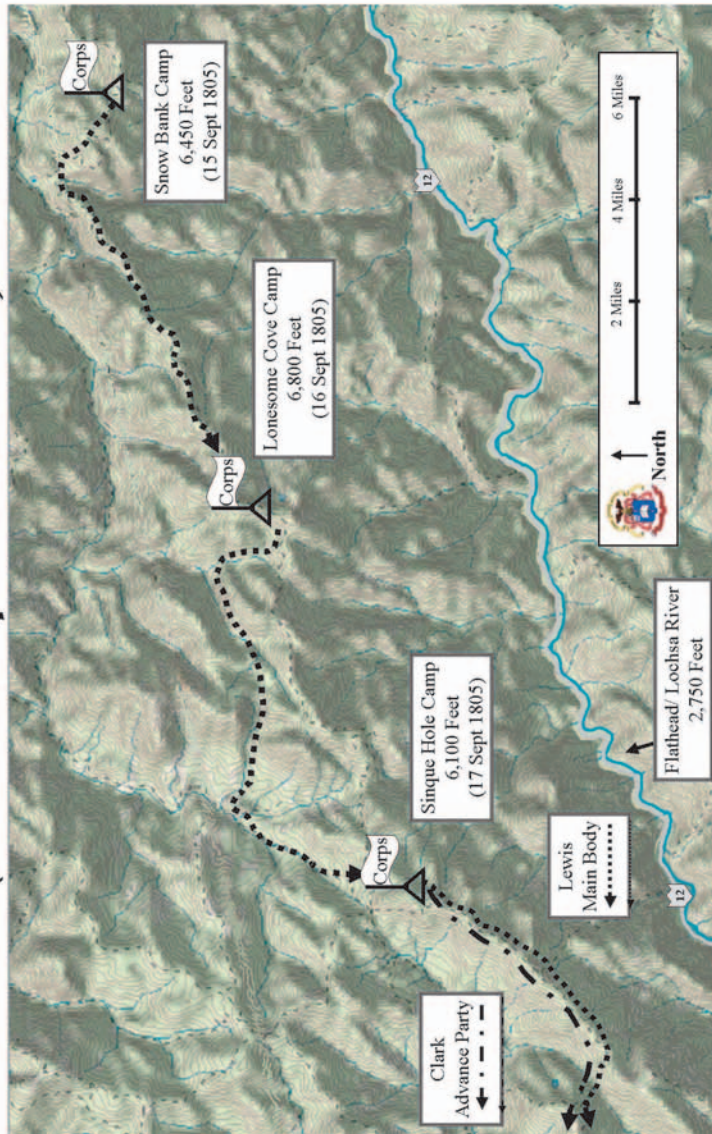 Corps
Snow Bank Camp
6,450 Feet
(15 Sept 1805)
Corps
Lonesome Cove Camp
6,800 Feet
(16 Sept 1805)
Corps
Sinque Hole Camp
6,100 Feet
(17 Sept 1805)
Clark
Advance Party
Lewis
Main Body
Flathead/ Lochsa River
2,750 Feet
12
12
North
2 Miles
4 Miles
6 Miles